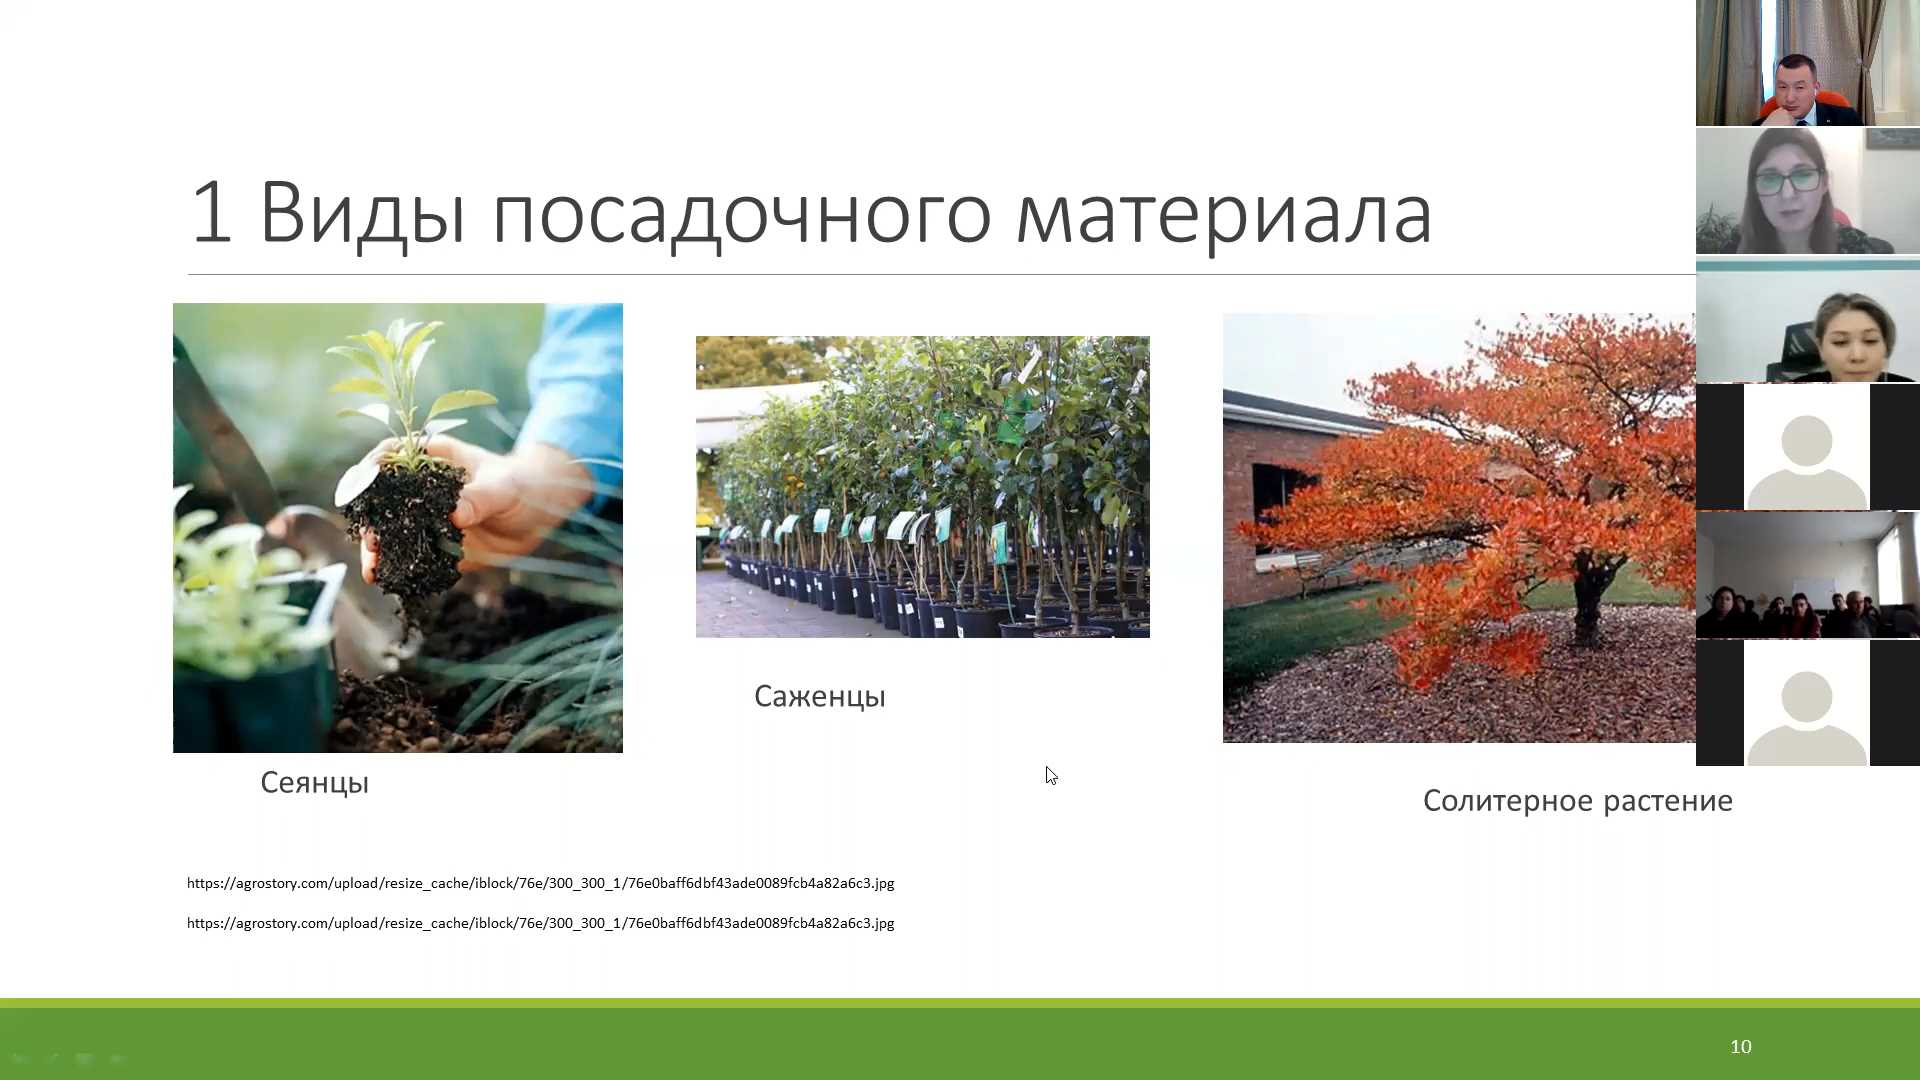 1 Виды посадочного материала
Саженцы
Сеянцы
Солитерное растение
https://agrostory.com/upload/resize_cache/iblock/76e/300_300_1/76e0baff6dbf43ade0089fcb4a82a6c3.jpg
https://agrostory.com/upload/resize_cache/iblock/76e/300_300_1/76e0baff6dbf43ade0089fcb4a82a6c3.jpg
10